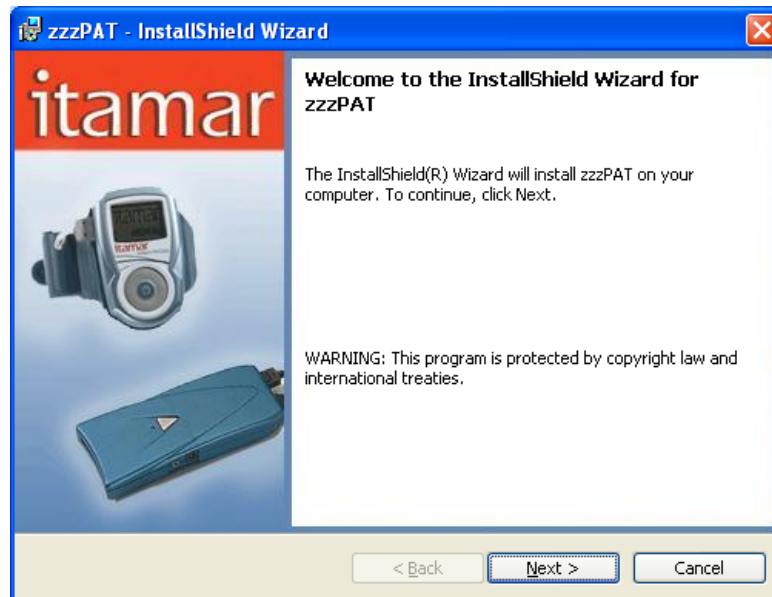 zzzPAT - InstallShield Wizard
itamar
Welcome to the InstallShield Wizard for
zzzPAT
The InstallShield(R) Wizard will install zzzPAT on your
computer. To continue, click Next.
itamar
WARNING: This program is protected by copyright law and
international treaties.
< Back
Next >
Cancel